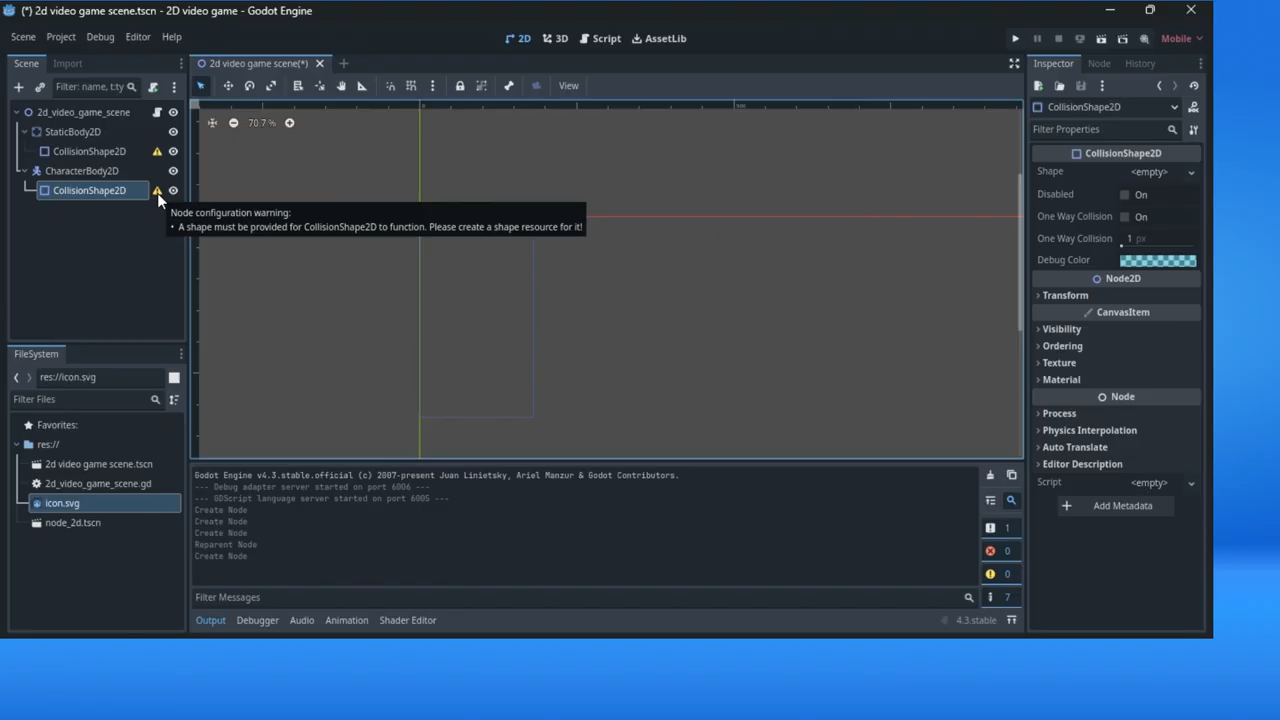 (*) 2d video game scene.tscn - 2D video game - Godot Engine
Scene Project Debug Editor Help
2D 3D Script AssetLib
Mobile
Scene Import
2d video game scene(*)
Inspector Node History
Filter: name, t:ty
View
2d_video_game_scene
CollisionShape2D
70.7 %
0
500
StaticBody2D
Filter Properties
CollisionShape2D
CollisionShape2D
CharacterBody2D
Shape <empty>
CollisionShape2D
Disabled On
Node configuration warning:
• A shape must be provided for CollisionShape2D to function. Please create a shape resource for it!
One Way Collision On
One Way Collision 1 px
Debug Color
Node2D
Transform
CanvasItem
Visibility
Ordering
Texture
Material
Node
Process
Physics Interpolation
Auto Translate
Editor Description
Script <empty>
Add Metadata
FileSystem
res://icon.svg
Filter Files
Favorites:
res://
2d video game scene.tscn
2d_video_game_scene.gd
icon.svg
node_2d.tscn
Godot Engine v4.3.stable.official (c) 2007-present Juan Linietsky, Ariel Manzur & Godot Contributors.
--- Debug adapter server started on port 6006 ---
--- GDScript language server started on port 6005 ---
Create Node
Create Node
Create Node
Reparent Node
Create Node
1
0
0
7
Filter Messages
Output Debugger Audio Animation Shader Editor
4.3.stable